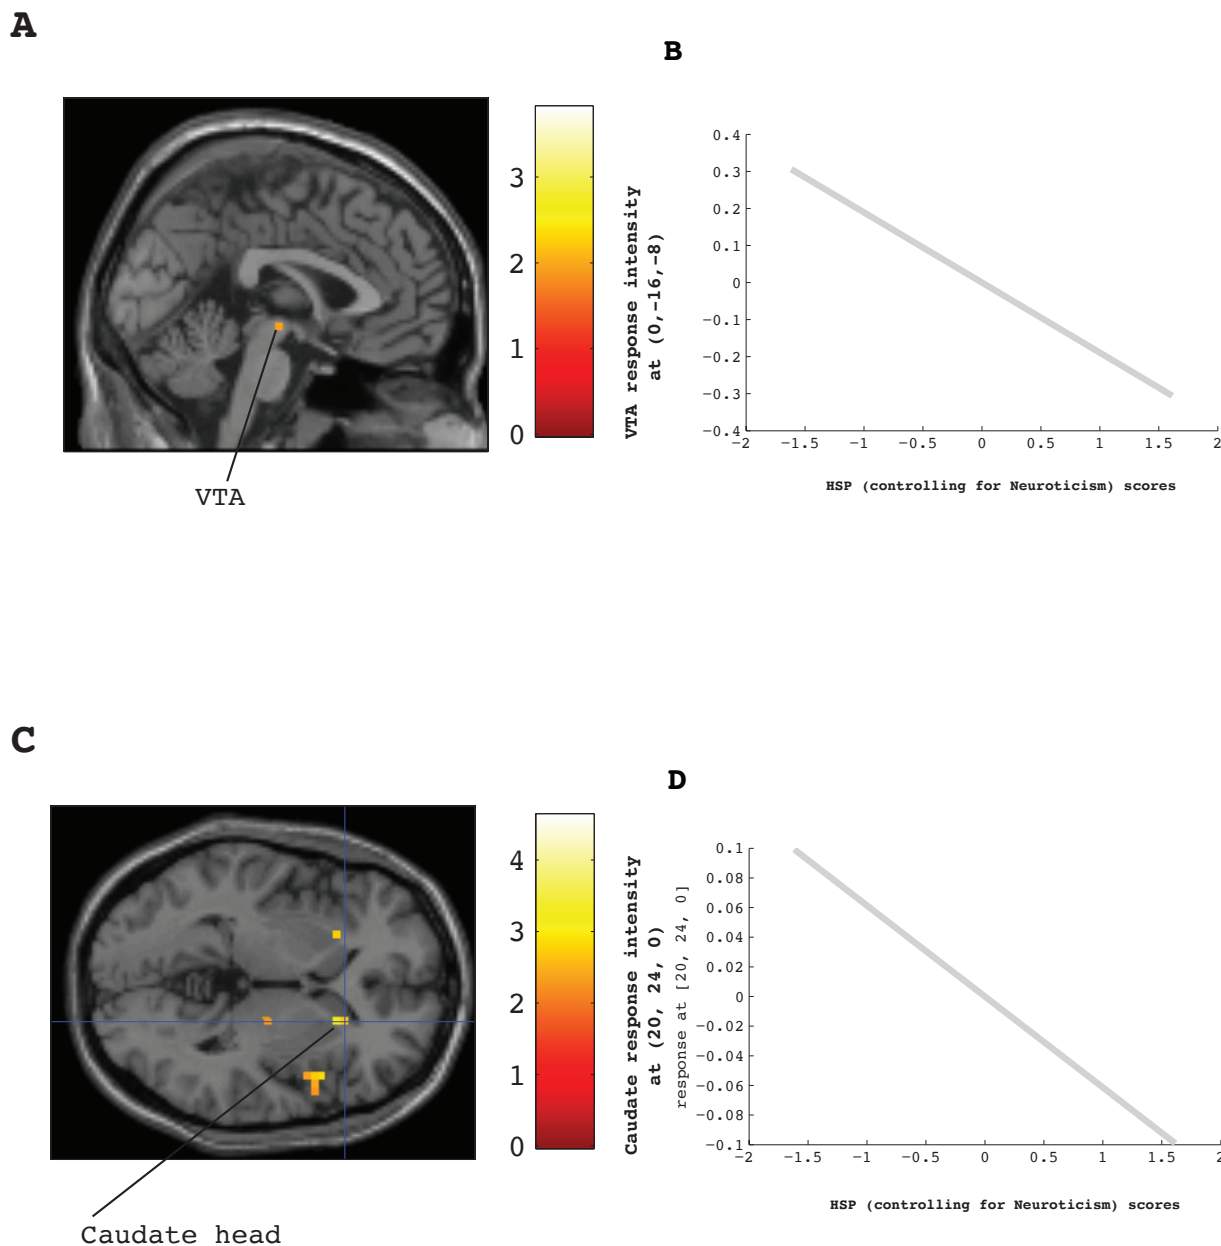 A
3
2
1
0
VTA
B
VTA response intensity
at (0,-16,-8)
0.4
0.3
0.2
0.1
0
−0.1
−0.2
−0.3
−0.4
−2 −1.5 −1 −0.5 0 0.5 1 1.5 2
HSP (controlling for Neuroticism) scores
C
4
3
2
1
0
Caudate head
D
Caudate response intensity
at (20, 24, 0)
response at [20, 24, 0]
0.1
0.08
0.06
0.04
0.02
0
−0.02
−0.04
−0.06
−0.08
−0.1
−2 −1.5 −1 −0.5 0 0.5 1 1.5 2
HSP (controlling for Neuroticism) scores